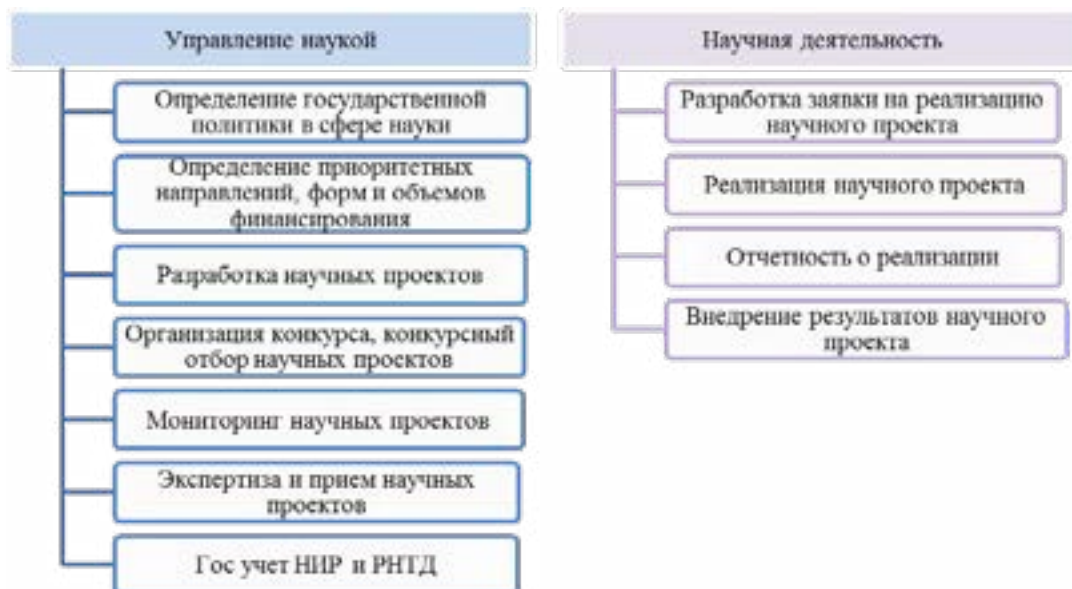 Управление наукой
Определение государственной
политики в сфере науки
Определение приоритетных
направлений, форм и объемов
финансирования
Разработка научных проектов
Организация конкурса, конкурсный
отбор научных проектов
Мониторинг научных проектов
Экспертиза и прием научных
проектов
Гос учет НИР и РНТД
Научная деятельность
Разработка заявки на реализацию
научного проекта
Реализация научного проекта
Отчетность о реализации
Внедрение результатов научного
проекта